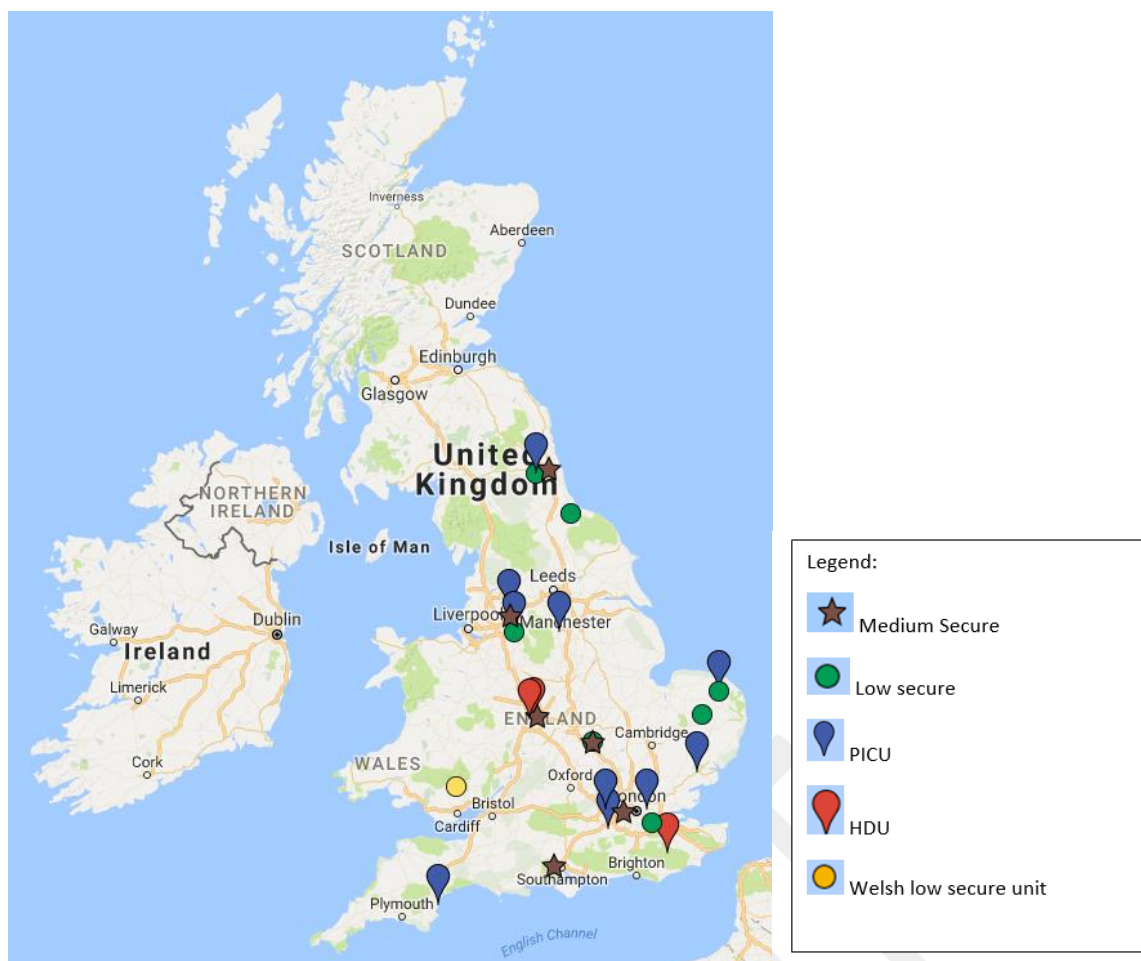 Inverness
Aberdeen
SCOTLAND
Dundee
Edinburgh
Glasgow
United
Kingdom
NORTHERN
IRELAND
Isle of Man
Leeds
Liverpool
Manchester
Dublin
Galway
Ireland
Limerick
ENGLAND
Cambridge
WALES
Cork
Oxford
London
Bristol
Cardiff
Brighton
Southampton
Plymouth
English Channel
Legend:
Medium Secure
Low secure
PICU
HDU
Welsh low secure unit